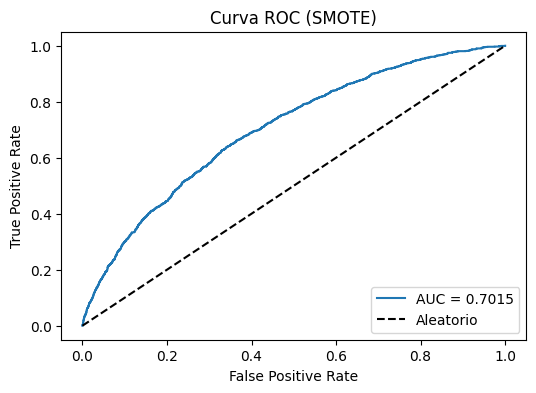 Curva ROC (SMOTE)
1.0
0.8
0.6
0.4
0.2
0.0
True Positive Rate
AUC = 0.7015
Aleatorio
0.0 0.2 0.4 0.6 0.8 1.0
False Positive Rate